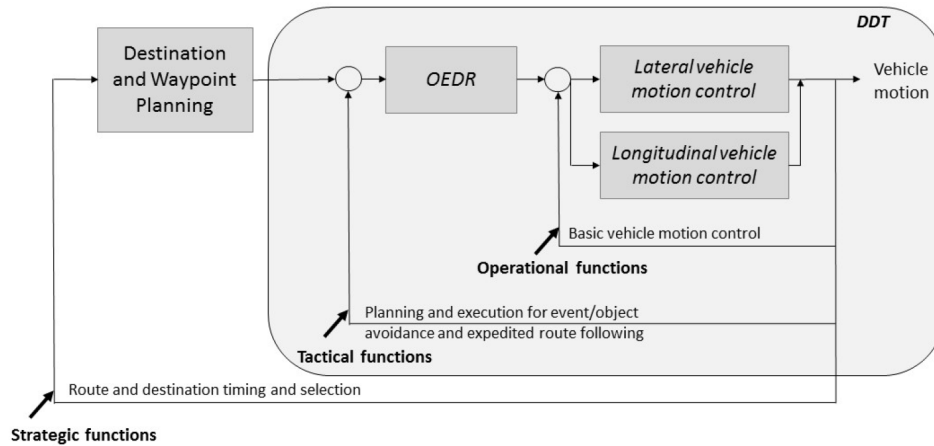 DDT
Destination
and Waypoint
Planning
OEDR
Lateral vehicle
motion control
Vehicle
motion
Longitudinal vehicle
motion control
Basic vehicle motion control
Operational functions
Planning and execution for event/object
avoidance and expedited route following
Tactical functions
Route and destination timing and selection
Strategic functions